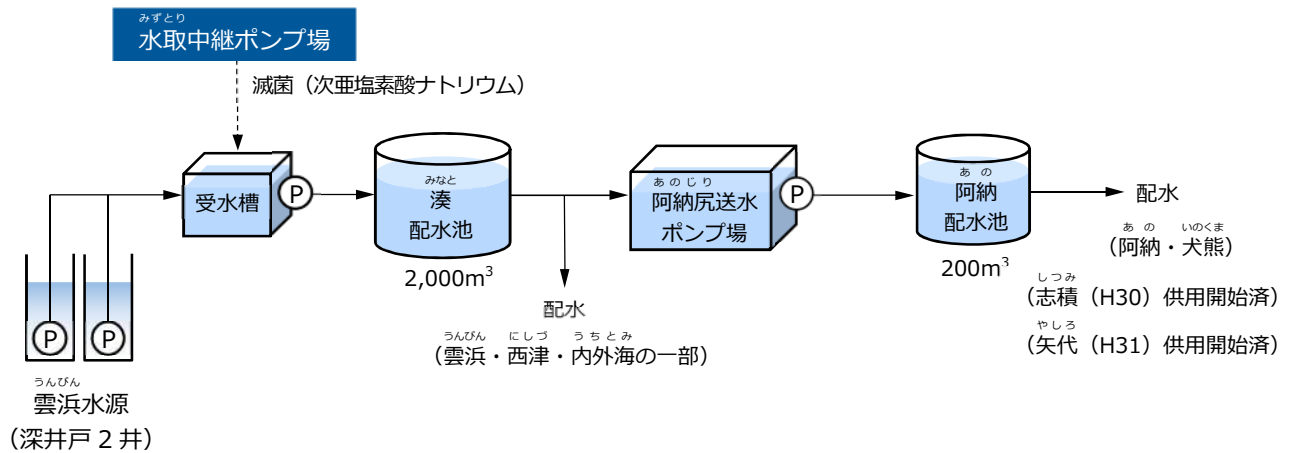 みずとり
水取中継ポンプ場
滅菌（次亜塩素酸ナトリウム）
受水槽
P
みなと
湊
配水池
2,000m³
あのじり
阿納尻送水
ポンプ場
P
あの
阿納
配水池
200m³
配水
あの いのくま
（阿納・犬熊）
しつみ
（志積（H30）供用開始済）
やしろ
（矢代（H31）供用開始済）
配水
うんぴん にしづ うちとみ
（雲浜・西津・内外海の一部）
P P
うんぴん
雲浜水源
（深井戸 2 井）